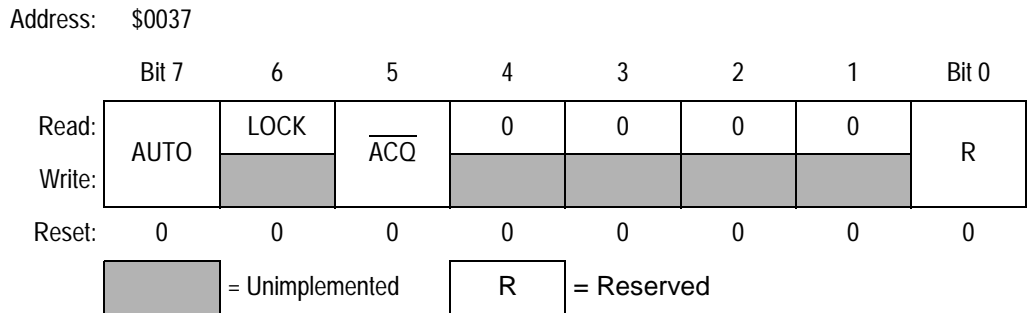 Address: $0037
Bit 7 6 5 4 3 2 1 Bit 0
Read: AUTO LOCK A̅C̅Q̅ 0 0 0 0 R
Write:
Reset: 0 0 0 0 0 0 0 0
= Unimplemented R = Reserved